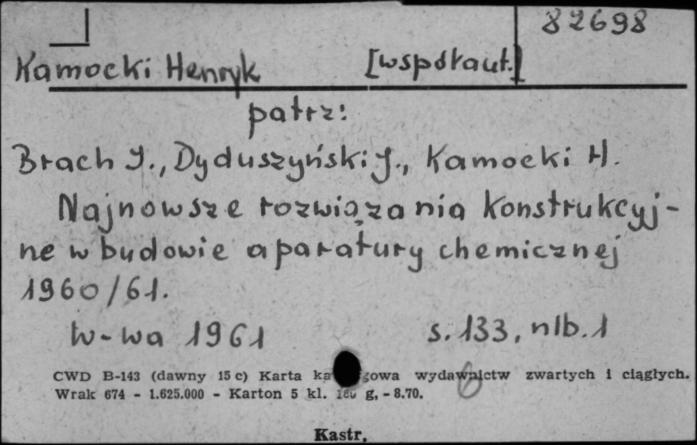 82698
Kamocki Henryk [współaut.]
patrz:
Brach J., Dyduszyński J., Kamocki H.
Najnowsze rozwiązania konstrukcyj-
ne w budowie aparatury chemicznej
1960/61.
W-wa 1961 s. 133, nlb. 1
CWD B-143 (dawny 15 c) Karta wydawnictw zwartych i ciągłych.
Wrak 674 - 1.625.000 - Karton 5 kl. g, - 8.70.
6
Kastr.